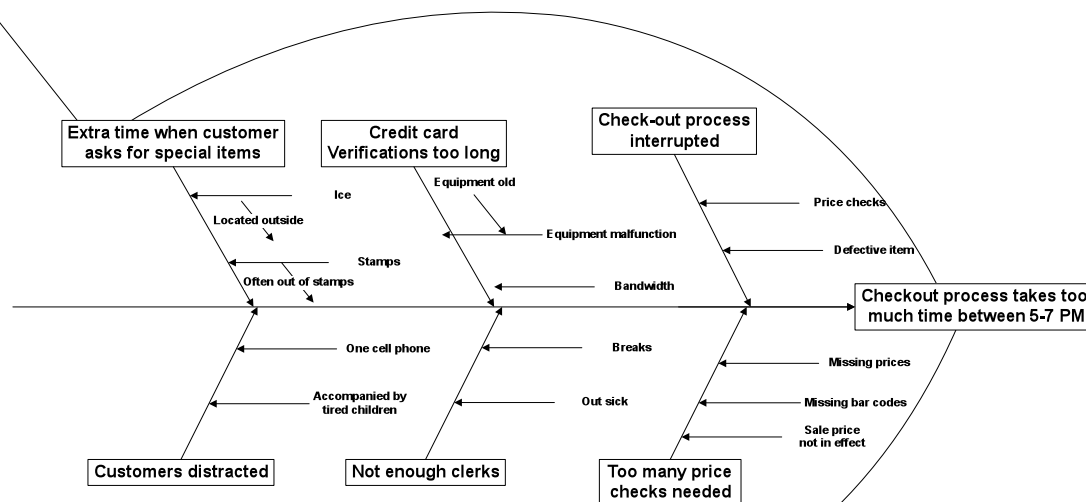 Extra time when customer
asks for special items
Credit card
Verifications too long
Check-out process
interrupted
Equipment old
Ice
Price checks
Located outside
Equipment malfunction
Defective item
Stamps
Often out of stamps
Bandwidth
Checkout process takes too
much time between 5-7 PM
One cell phone
Breaks
Missing prices
Accompanied by
tired children
Out sick
Missing bar codes
Sale price
not in effect
Customers distracted
Not enough clerks
Too many price
checks needed